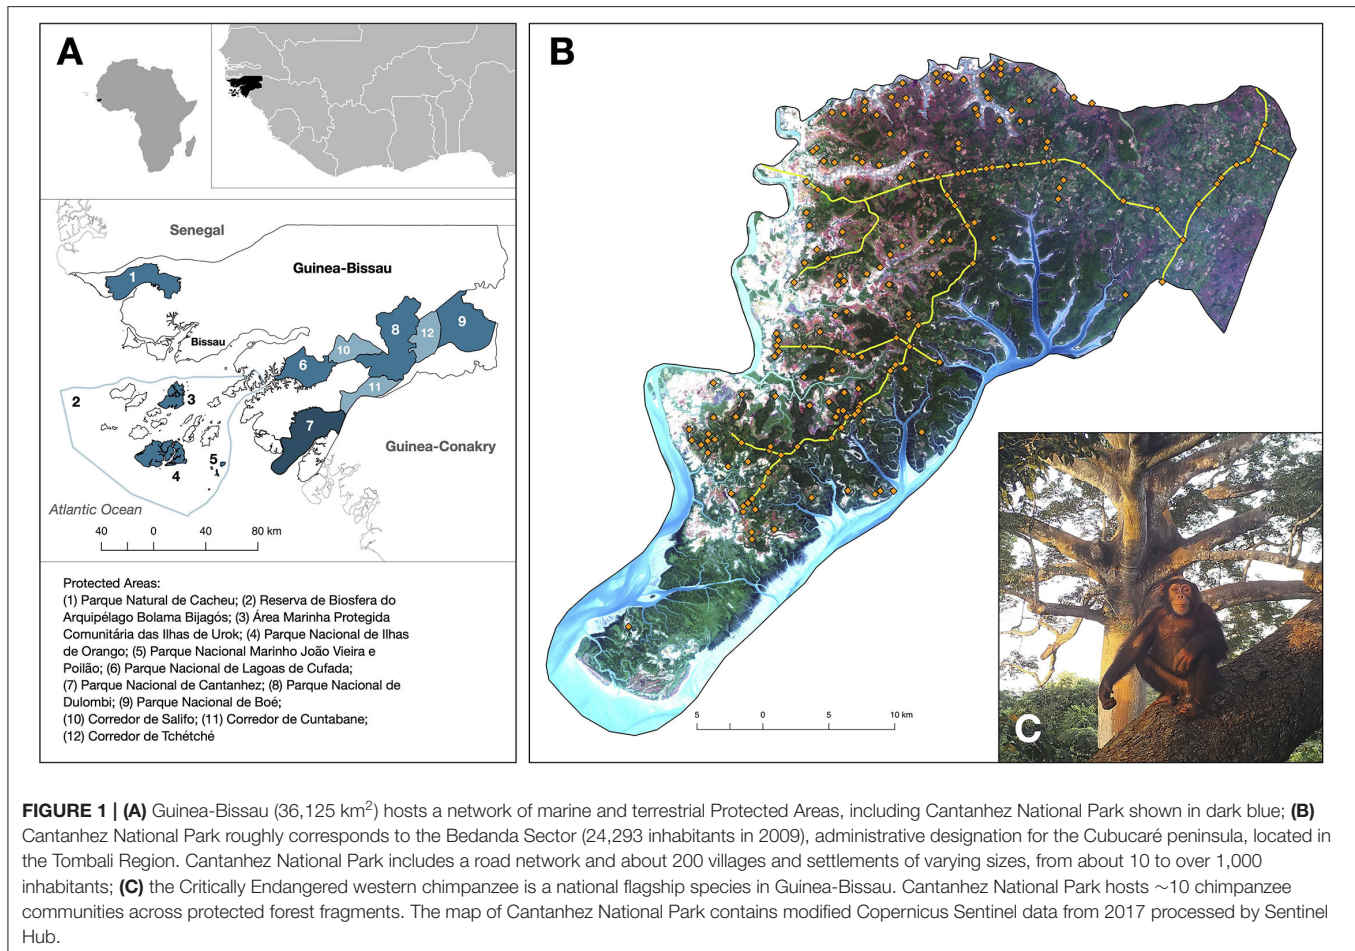 A
Senegal
Guinea-Bissau
1
8
9
12
Bissau
10
6
11
2
3
7
Guinea-Conakry
5
4
Atlantic Ocean
40 0 40 80 km
Protected Areas:
(1) Parque Natural de Cacheu; (2) Reserva de Biosfera do
Arquipélago Bolama Bijagós; (3) Área Marinha Protegida
Comunitária das Ilhas de Urok; (4) Parque Nacional de Ilhas
de Orango; (5) Parque Nacional Marinho João Vieira e
Poilão; (6) Parque Nacional de Lagoas de Cufada;
(7) Parque Nacional de Cantanhez; (8) Parque Nacional de
Dulombi; (9) Parque Nacional de Boé;
(10) Corredor de Salifo; (11) Corredor de Cuntabane;
(12) Corredor de Tchétché
B
5 0 5 10 km
C
FIGURE 1 | (A) Guinea-Bissau (36,125 km²) hosts a network of marine and terrestrial Protected Areas, including Cantanhez National Park shown in dark blue; (B)
Cantanhez National Park roughly corresponds to the Bedanda Sector (24,293 inhabitants in 2009), administrative designation for the Cubucaré peninsula, located in
the Tombali Region. Cantanhez National Park includes a road network and about 200 villages and settlements of varying sizes, from about 10 to over 1,000
inhabitants; (C) the Critically Endangered western chimpanzee is a national flagship species in Guinea-Bissau. Cantanhez National Park hosts ∼10 chimpanzee
communities across protected forest fragments. The map of Cantanhez National Park contains modified Copernicus Sentinel data from 2017 processed by Sentinel
Hub.